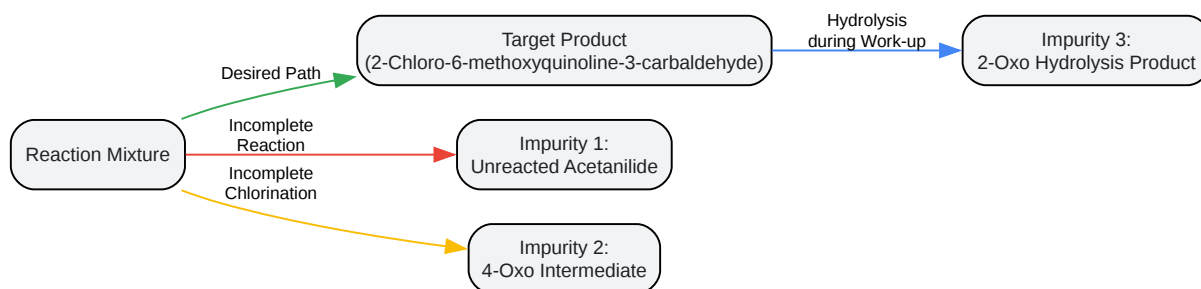 Reaction Mixture
Desired Path
Incomplete
Reaction
Incomplete
Chlorination
Target Product
(2-Chloro-6-methoxyquinoline-3-carbaldehyde)
Impurity 1:
Unreacted Acetanilide
Impurity 2:
4-Oxo Intermediate
Hydrolysis
during Work-up
Impurity 3:
2-Oxo Hydrolysis Product